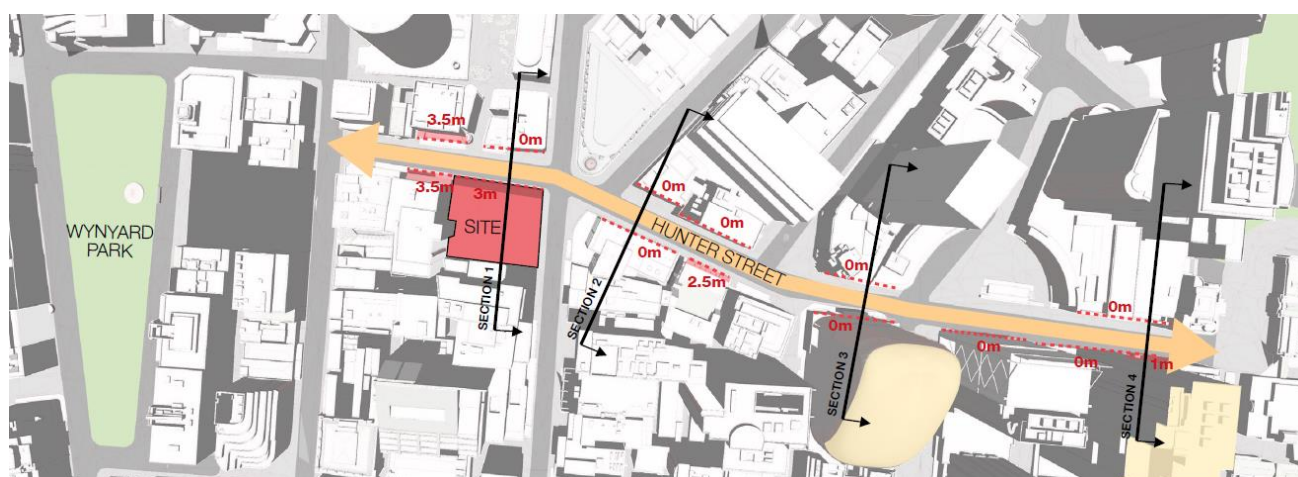 3.5m
0m
3.5m
3m
SITE
WYNYARD
PARK
SECTION 1
0m
0m
HUNTER STREET
0m
2.5m
SECTION 2
0m
0m
SECTION 3
0m
0m
0m
1m
SECTION 4